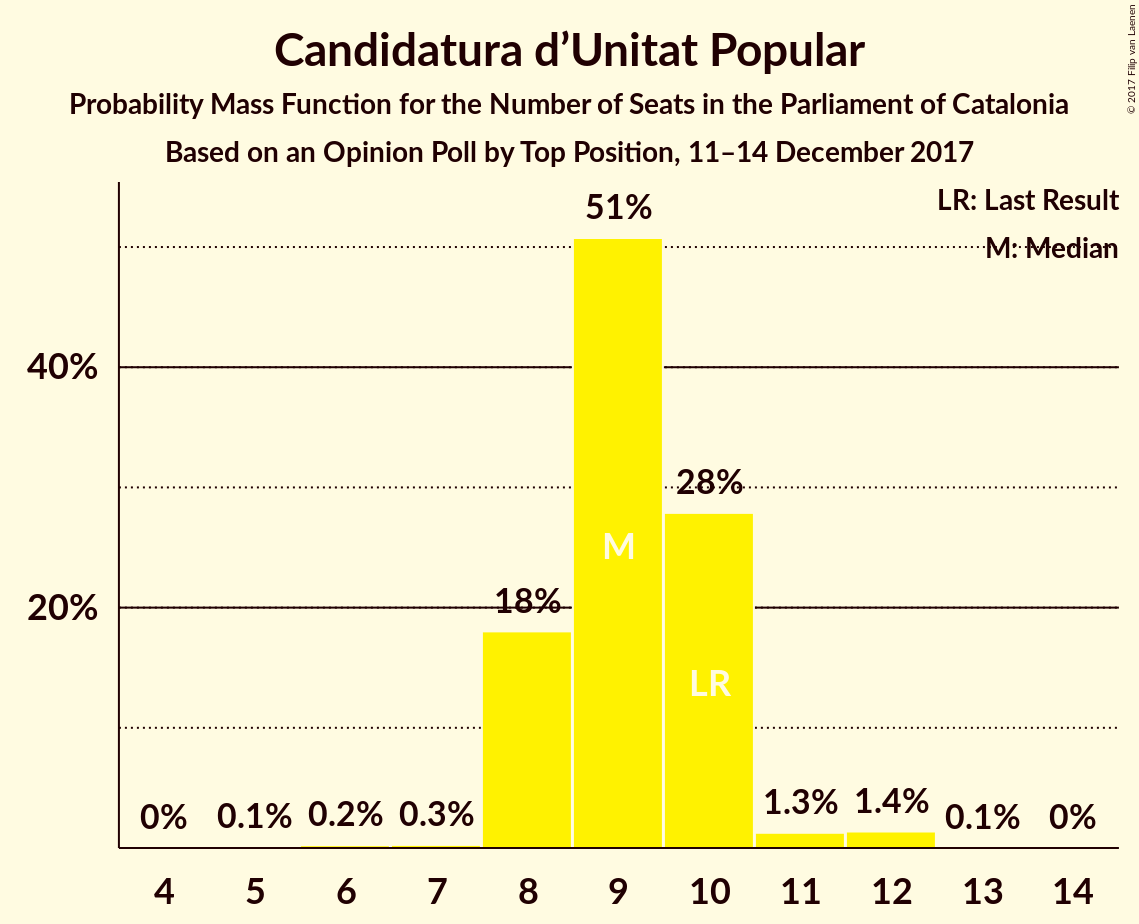 Candidatura d’Unitat Popular
Probability Mass Function for the Number of Seats in the Parliament of Catalonia
Based on an Opinion Poll by Top Position, 11–14 December 2017
© 2017 Filip van Laenen
LR: Last Result
M: Median
51%
40%
28%
M
20%
18%
LR
0%
0.1%
0.2%
0.3%
1.3%
1.4%
0.1%
0%
4 5 6 7 8 9 10 11 12 13 14